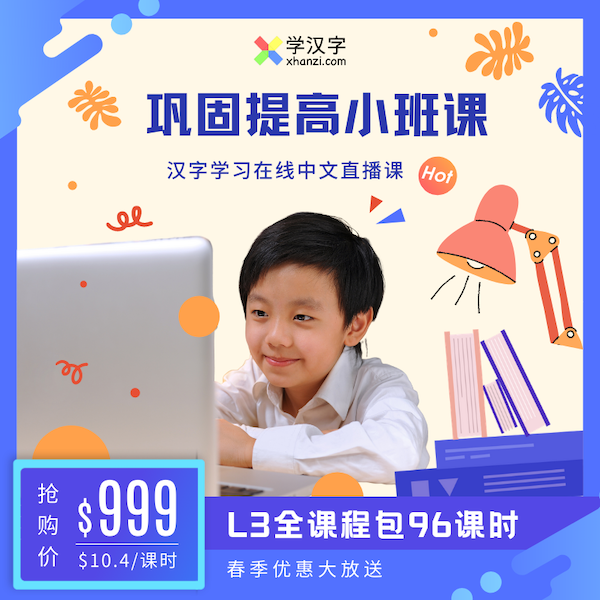 学汉字
xhanzi.com
巩固提高小班课
汉字学习在线中文直播课
Hot
抢购价
$999
$10.4/课时
L3全课程包96课时
春季优惠大放送